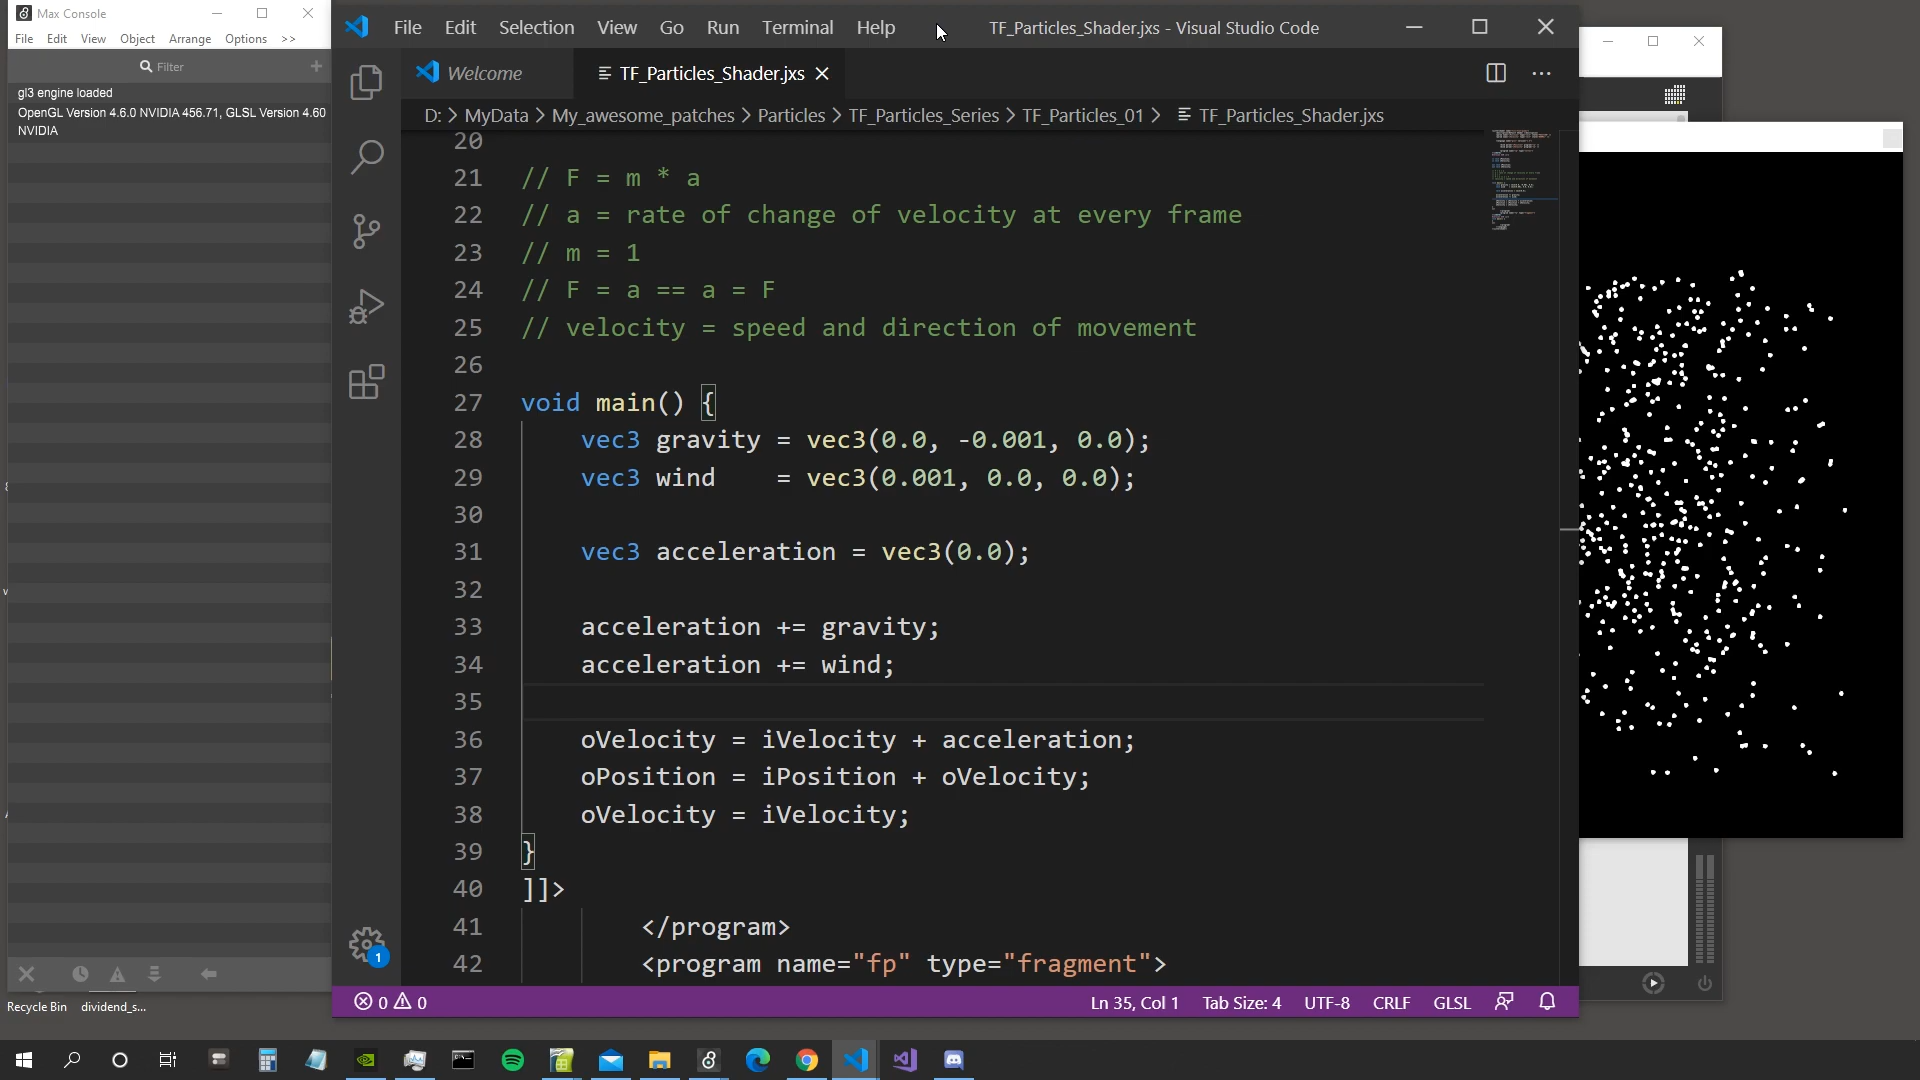 Max Console
File Edit View Object Arrange Options >>
Filter
gl3 engine loaded
OpenGL Version 4.6.0 NVIDIA 456.71, GLSL Version 4.60
NVIDIA
Recycle Bin dividend_s...
File Edit Selection View Go Run Terminal Help
TF_Particles_Shader.jxs - Visual Studio Code
Welcome
TF_Particles_Shader.jxs
D: > MyData > My_awesome_patches > Particles > TF_Particles_Series > TF_Particles_01 > TF_Particles_Shader.jxs
20
21 // F = m * a
22 // a = rate of change of velocity at every frame
23 // m = 1
24 // F = a == a = F
25 // velocity = speed and direction of movement
26
27 void main() {
28 vec3 gravity = vec3(0.0, -0.001, 0.0);
29 vec3 wind    = vec3(0.001, 0.0, 0.0);
30
31 vec3 acceleration = vec3(0.0);
32
33 acceleration += gravity;
34 acceleration += wind;
35
36 oVelocity = iVelocity + acceleration;
37 oPosition = iPosition + oVelocity;
38 oVelocity = iVelocity;
39 }
40 ]]>
41 </program>
42 <program name="fp" type="fragment">
1
0 0
Ln 35, Col 1 Tab Size: 4 UTF-8 CRLF GLSL